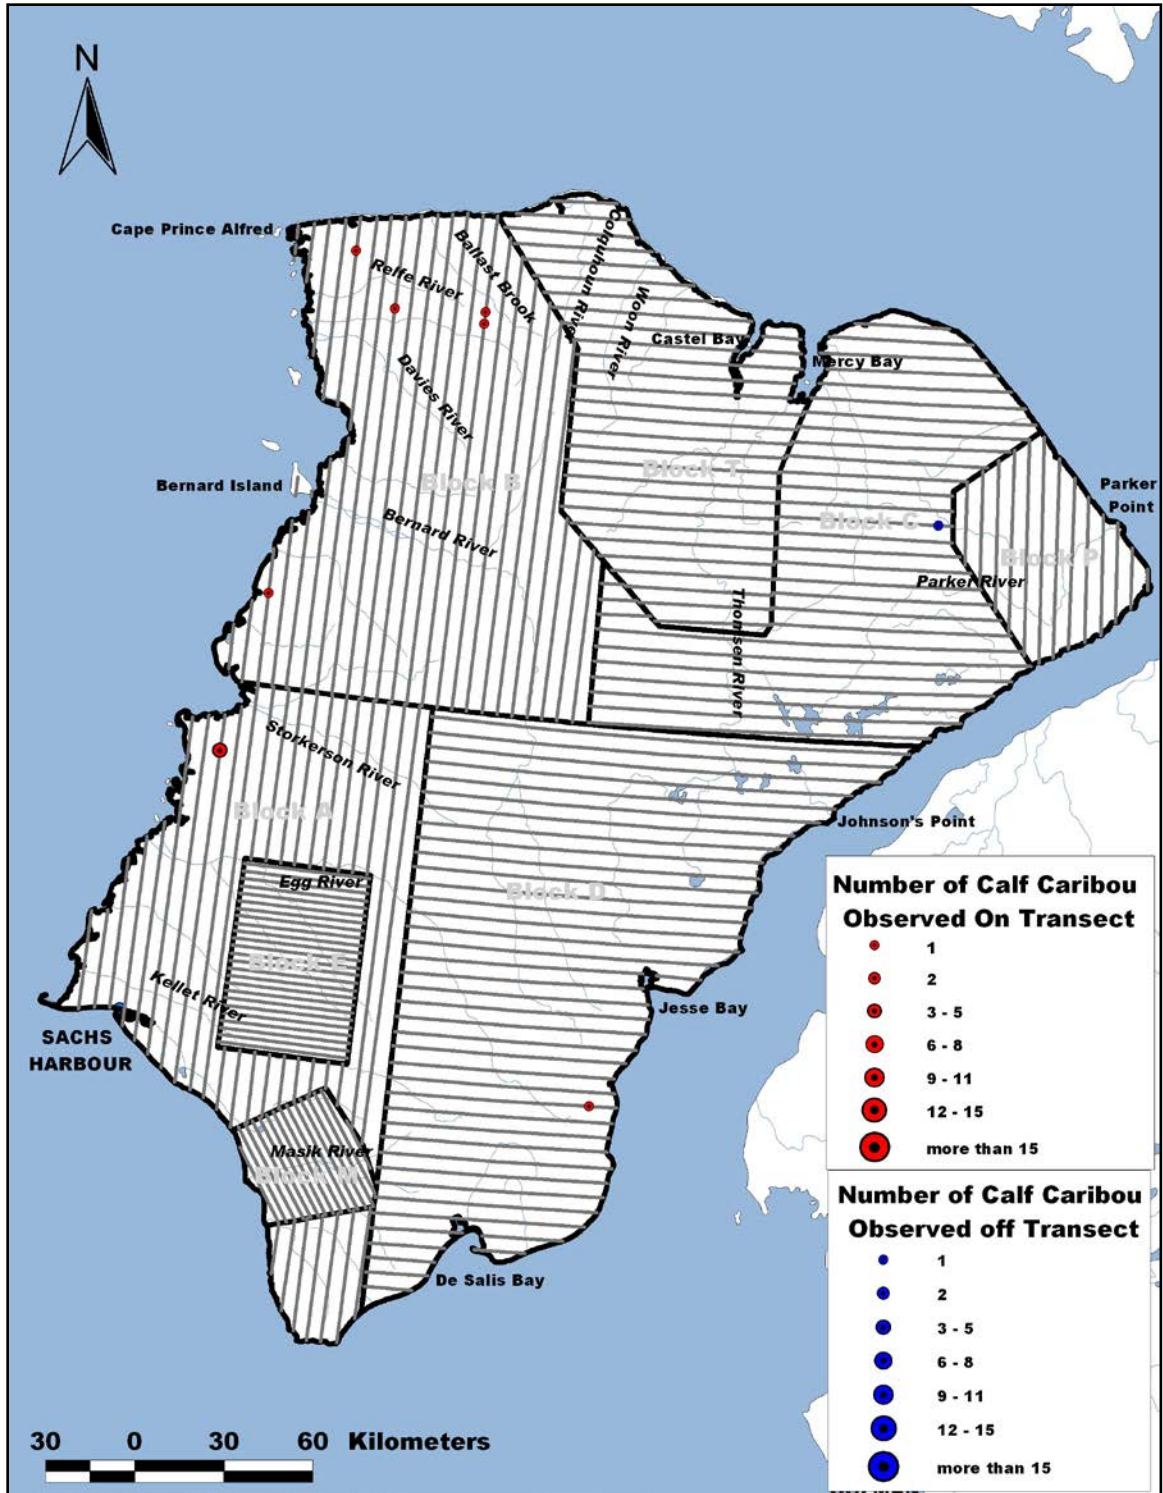 N
Cape Prince Alfred
Relfe River
Ballast Brook
Colquhoun River
Woon River
Castel Bay
Mercy Bay
Davies River
Block B
Block T
Bernard Island
Bernard River
Block C
Parker
Point
Block P
Parker River
Thomsen River
Storkerson River
Block A
Johnson's Point
Egg River
Block D
Block E
Kellet River
Jesse Bay
SACHS
HARBOUR
Masik River
Block M
De Salis Bay
Number of Calf Caribou
Observed On Transect
1
2
3 - 5
6 - 8
9 - 11
12 - 15
more than 15
Number of Calf Caribou
Observed off Transect
1
2
3 - 5
6 - 8
9 - 11
12 - 15
more than 15
30 0 30 60 Kilometers